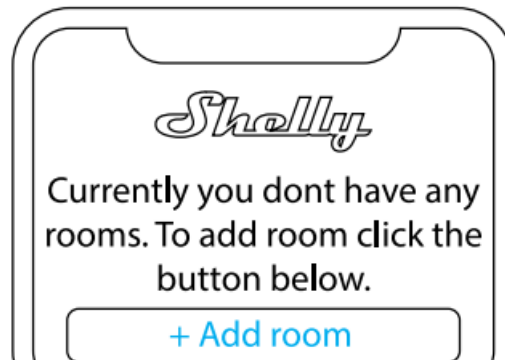 Shelly
Currently you dont have any
rooms. To add room click the
button below.
+ Add room